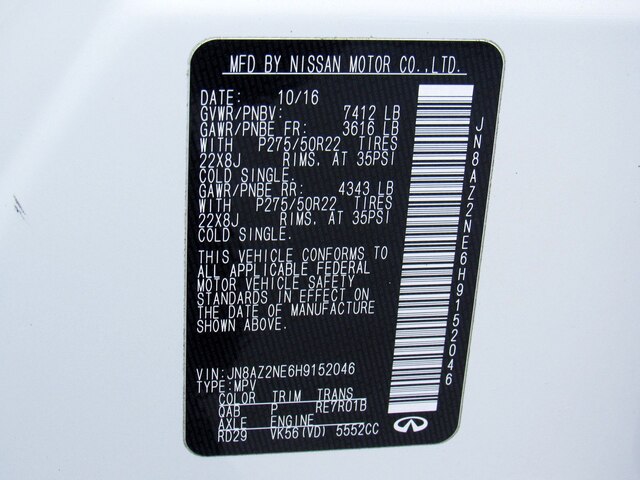 MFD BY NISSAN MOTOR CO.,LTD.
DATE: 10/16
GVWR/PNBV: 7412 LB
GAWR/PNBE FR: 3616 LB
WITH P275/50R22 TIRES
22X8J RIMS. AT 35PSI
COLD SINGLE.
GAWR/PNBE RR: 4343 LB
WITH P275/50R22 TIRES
22X8J RIMS. AT 35PSI
COLD SINGLE.
THIS VEHICLE CONFORMS TO
ALL APPLICABLE FEDERAL
MOTOR VEHICLE SAFETY
STANDARDS IN EFFECT ON
THE DATE OF MANUFACTURE
SHOWN ABOVE.
VIN:JN8AZ2NE6H9152046
TYPE:MPV
COLOR TRIM TRANS
QAB P RE7R01B
AXLE ENGINE
RD29 VK56(VD) 5552CC
JN8AZ2NE6H9152046